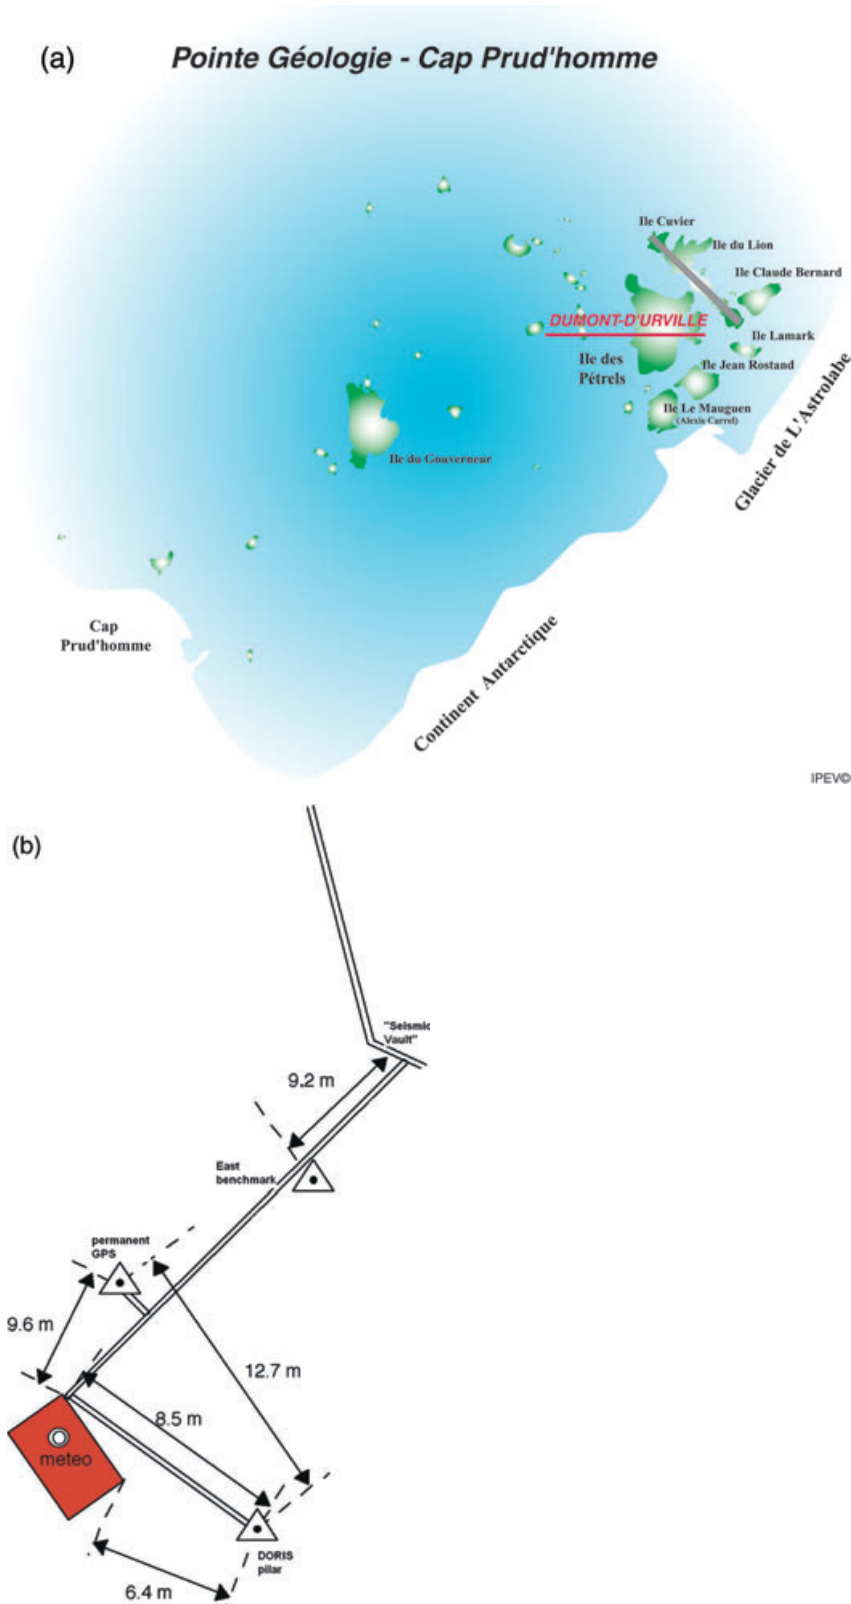 (a)
Pointe Géologie - Cap Prud'homme
Ile Cuvier
Ile du Lion
Ile Claude Bernard
DUMONT-D'URVILLE
Ile Lamark
Ile des
Pétrels
Ile Jean Rostand
Ile Le Mauguen
(Alexis Carrel)
Glacier de L'Astrolabe
Ile du Gouverneur
Cap
Prud'homme
Continent Antarctique
IPEV©
(b)
"Seismic
Vault"
9.2 m
East
benchmark
permanent
GPS
9.6 m
12.7 m
8.5 m
meteo
DORIS
pilar
6.4 m